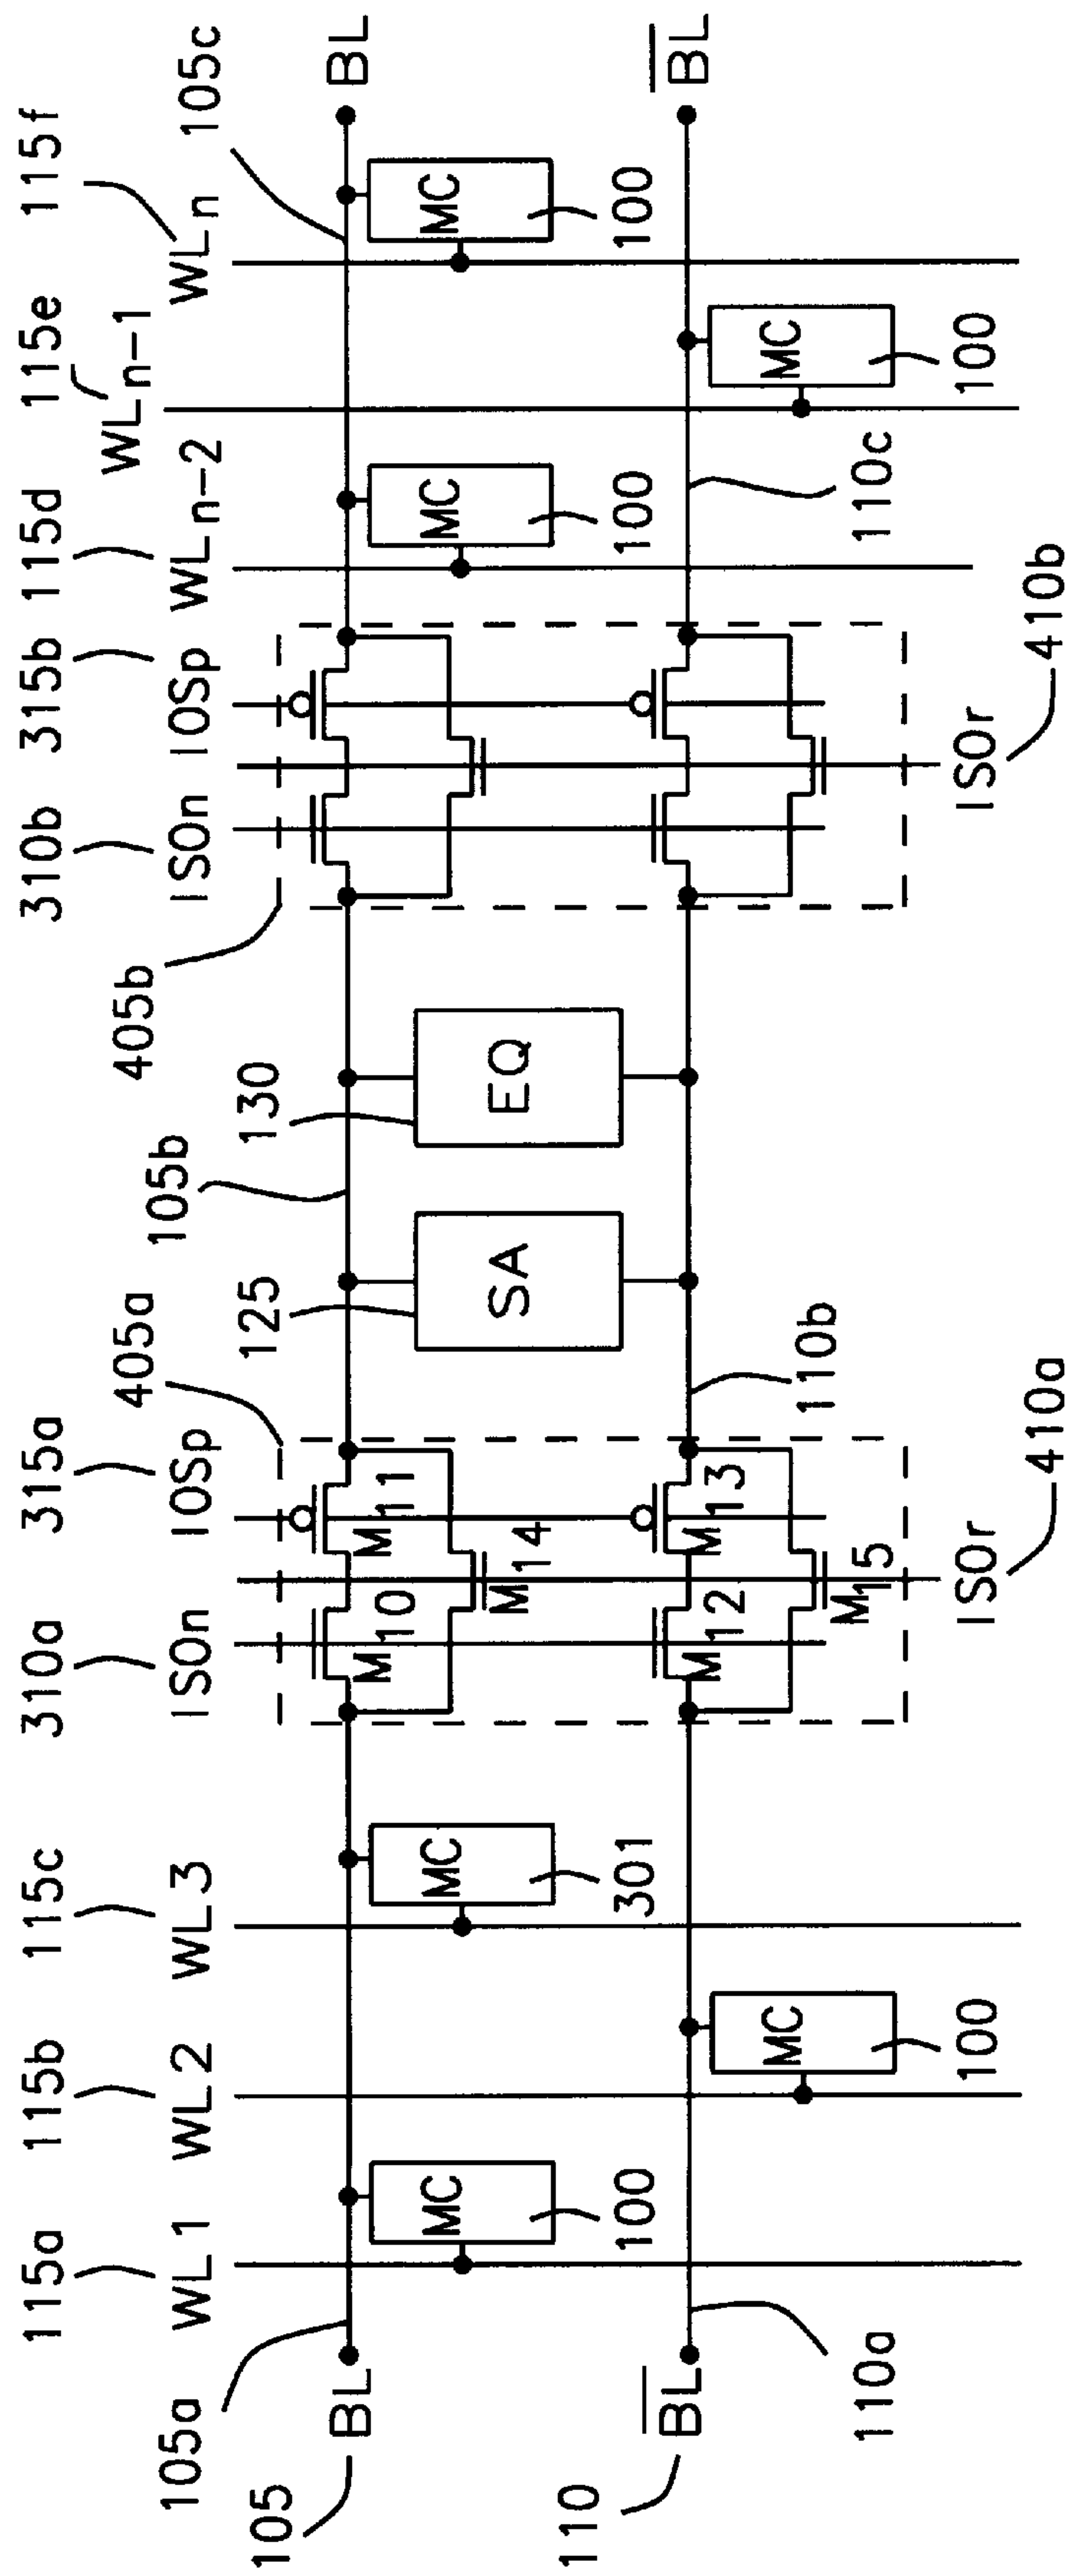 115a 115b 115c 310a 315a 310b 315b 115d 115e 115f
405a 405b WLn-1
WL1 WL2 WL3 ISOn IOSp ISOn IOSp WLn-2 WLn
105a 105b 105c
105 125 130
BL BL
M10 M11
MC MC MC MC
SA EQ
M14
100 301 100 100
110
BL BL
M12 M13
MC MC
110b
M15
110a 110c
100 100
ISOr ISOr
410a 410b